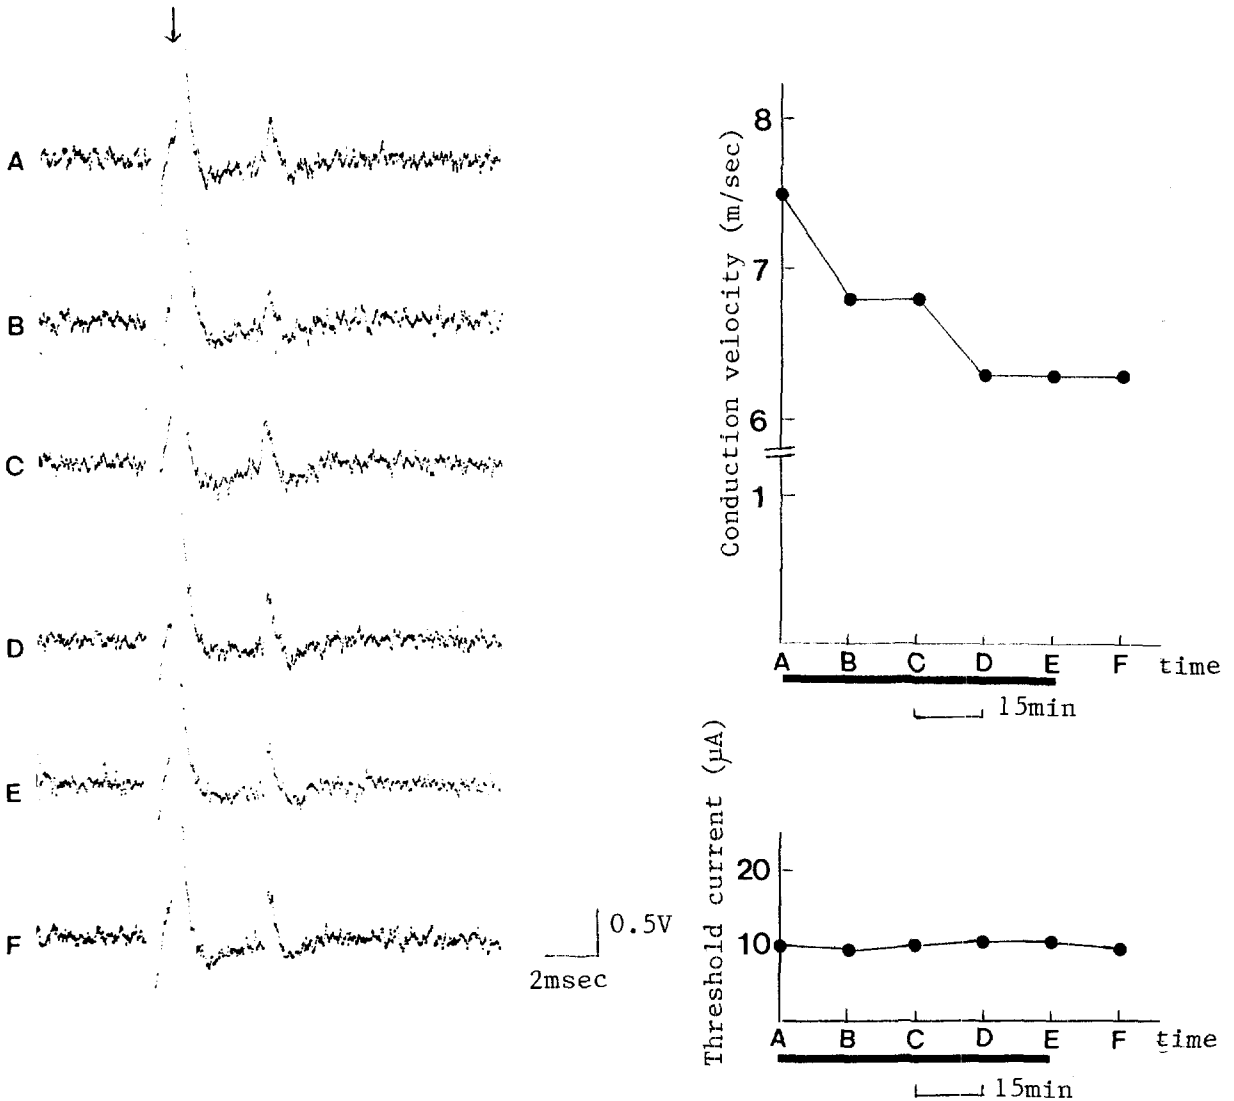 A
B
C
D
E
F
0.5V
2msec
Conduction velocity (m/sec)
8
7
6
1
A B C D E F time
15min
Threshold current (μA)
20
10
A B C D E F time
15min